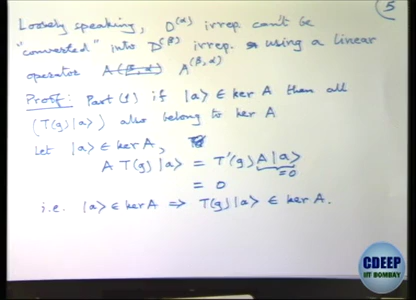 5
Loosely speaking, D^(α) irrep. can't be
"converted" into D^(β) irrep. using a linear
operator A^(β,α)
Proof: Part (1) if |a> ∈ ker A then all
(T(g)|a>) also belong to ker A
Let |a> ∈ ker A,
A T(g)|a> = T'(g) A|a>
=0
= 0
i.e. |a> ∈ ker A => T(g)|a> ∈ ker A.
CDEEP
IIT BOMBAY